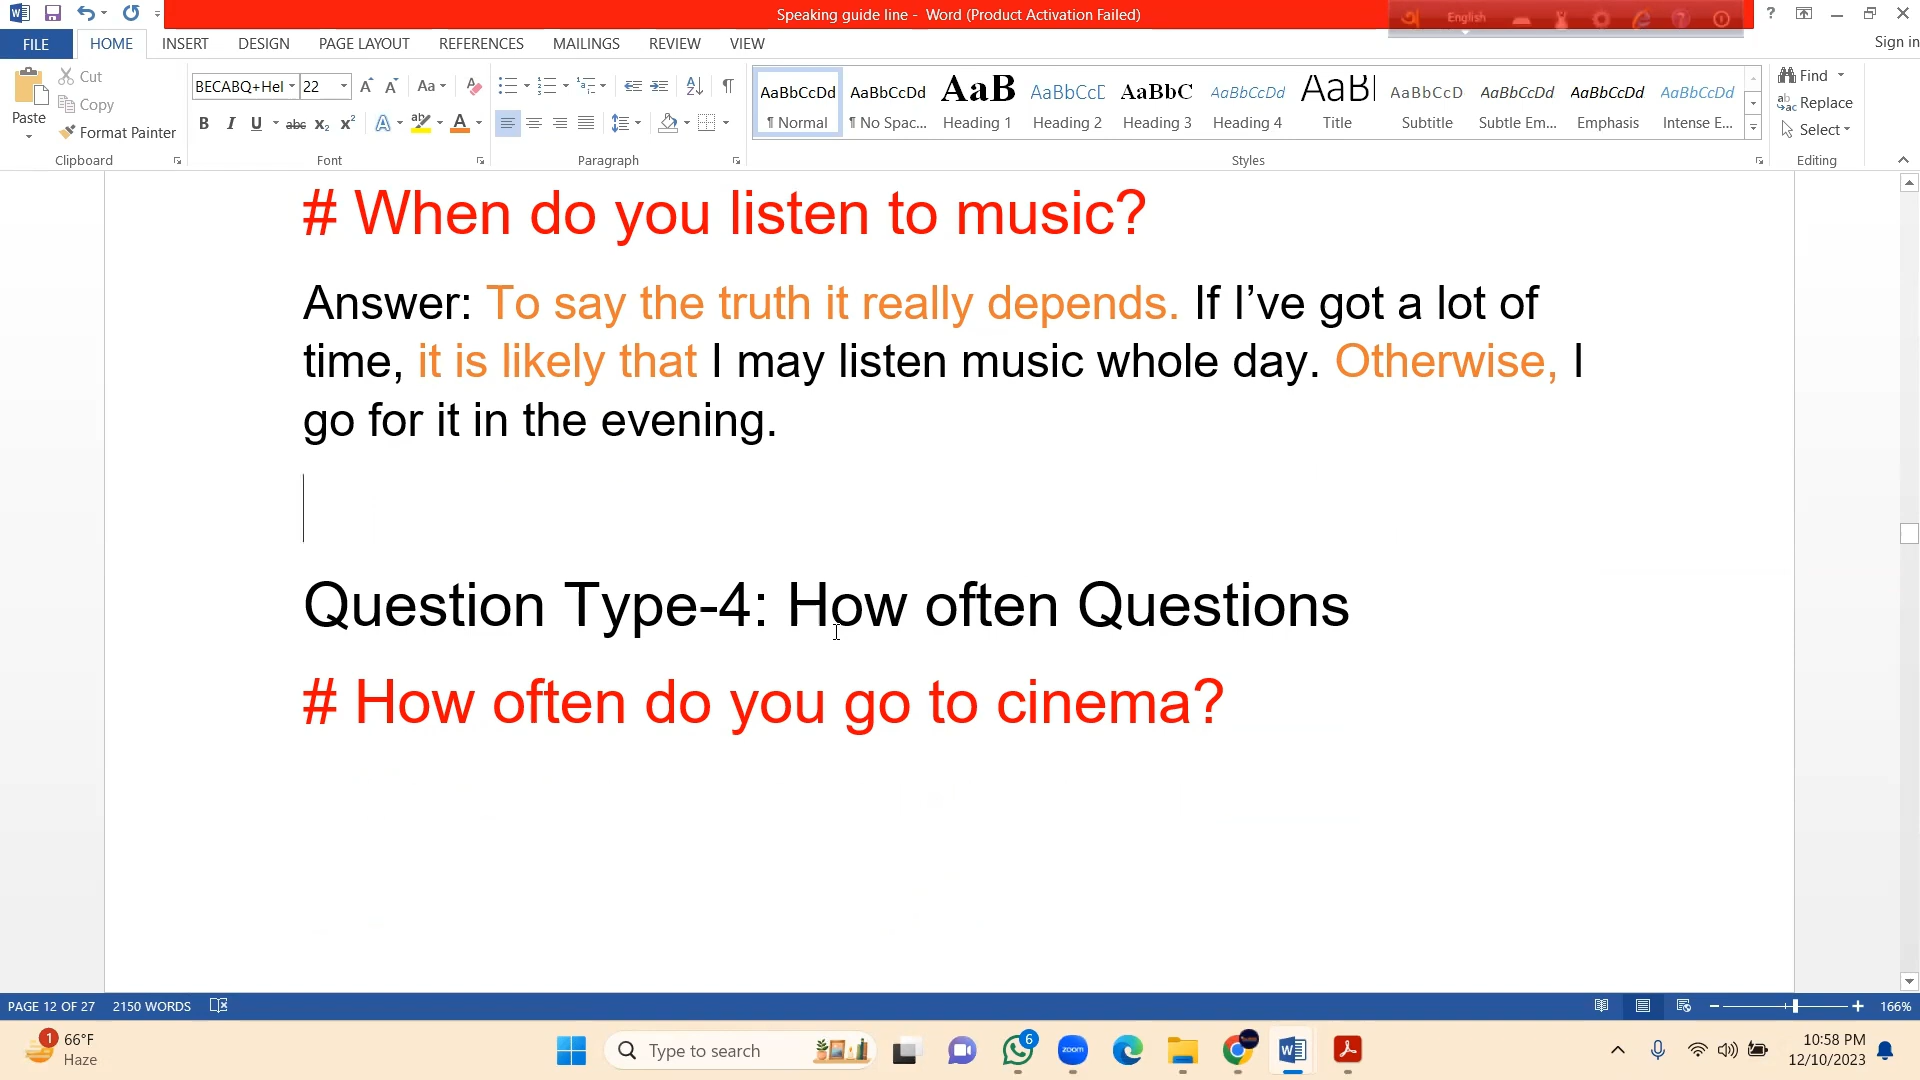 Speaking guide line - Word (Product Activation Failed)
English
?
Sign in
FILE HOME INSERT DESIGN PAGE LAYOUT REFERENCES MAILINGS REVIEW VIEW
Paste
Cut
Copy
Format Painter
Clipboard
BECABQ+Hel 22
Font
Paragraph
AaBbCcDd AaBbCcDd AaB AaBbCcD AaBbC AaBbCcDd AaB AaBbCcD AaBbCcDd AaBbCcDd AaBbCcDd
¶ Normal ¶ No Spac... Heading 1 Heading 2 Heading 3 Heading 4 Title Subtitle Subtle Em... Emphasis Intense E...
Styles
Find
Replace
Select
Editing
# When do you listen to music?
Answer: To say the truth it really depends. If I’ve got a lot of
time, it is likely that I may listen music whole day. Otherwise, I
go for it in the evening.
Question Type-4: How often Questions
# How often do you go to cinema?
PAGE 12 OF 27 2150 WORDS 166%
1 66°F
Haze
Type to search
6
zoom
10:58 PM
12/10/2023